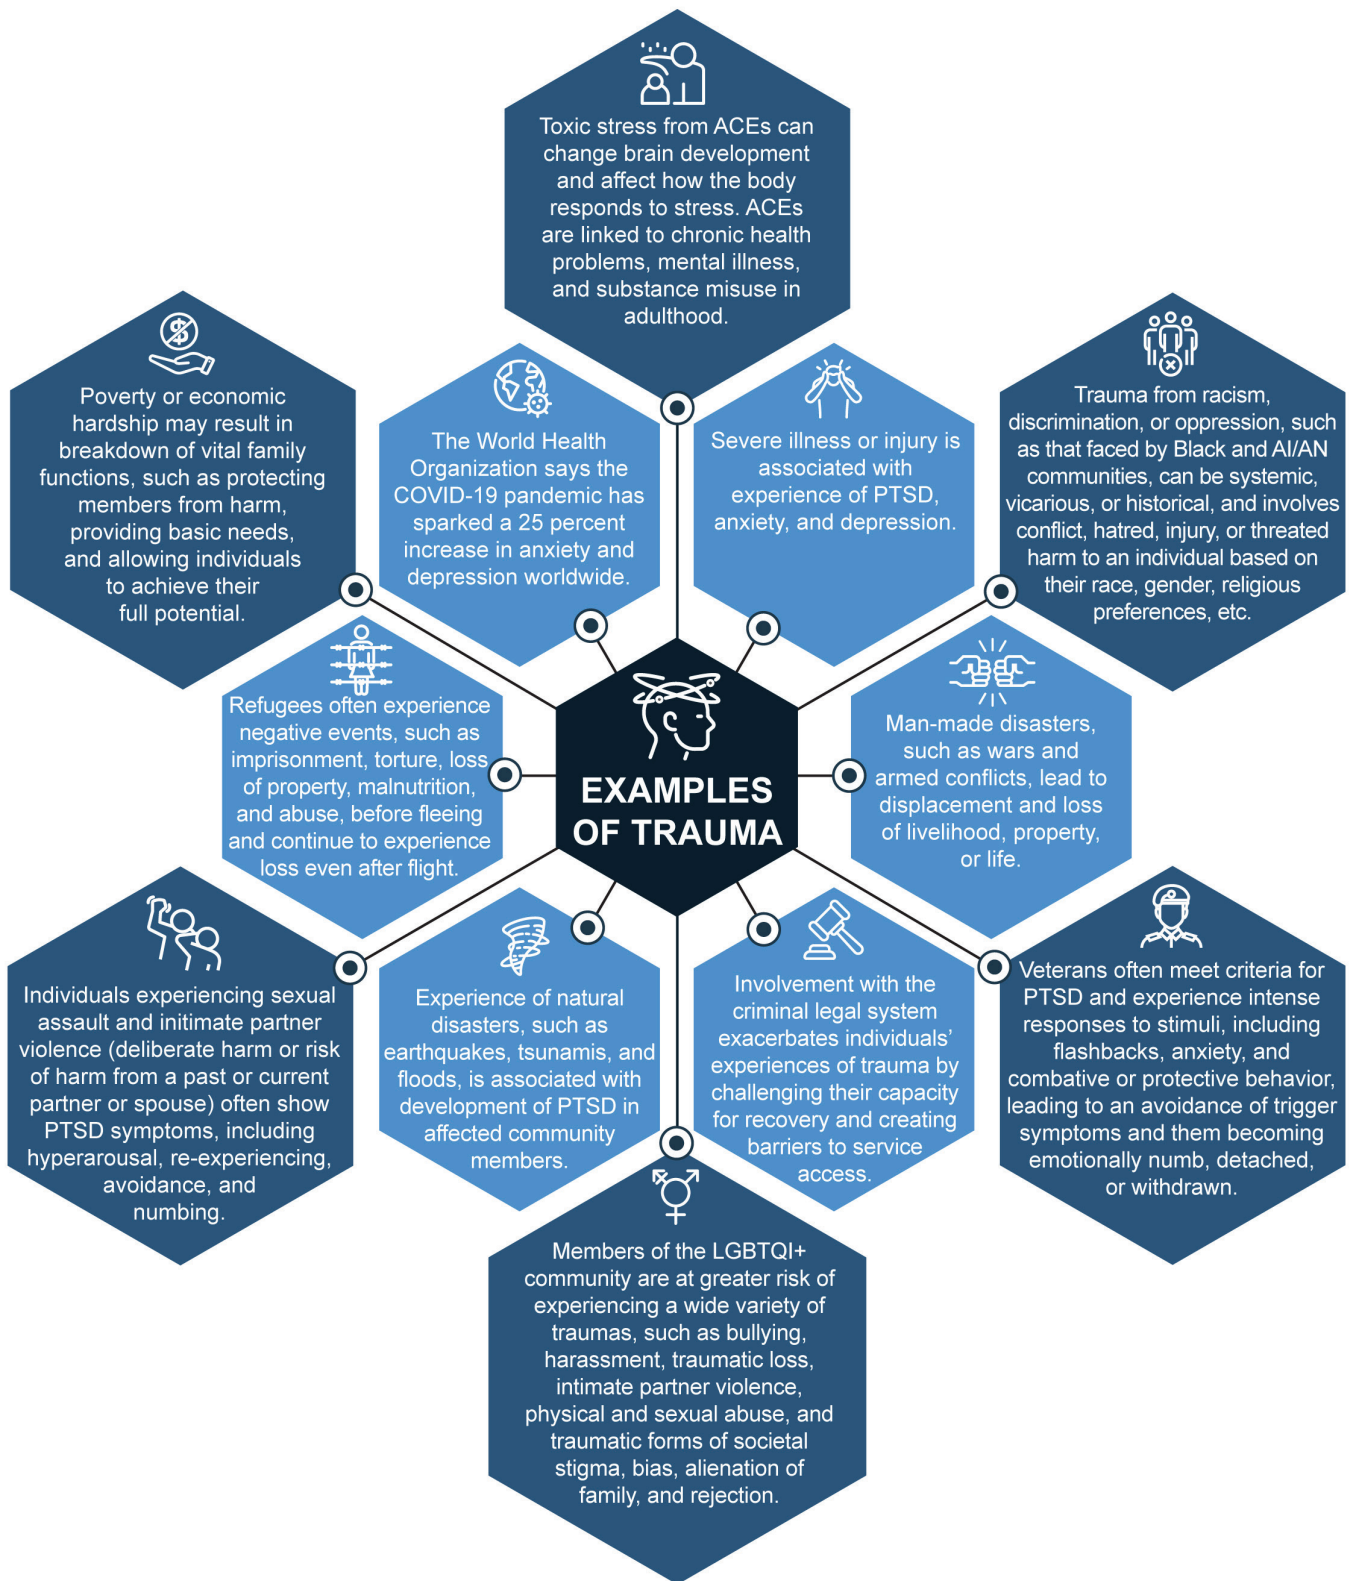 Toxic stress from ACEs can
change brain development
and affect how the body
responds to stress. ACEs
are linked to chronic health
problems, mental illness,
and substance misuse in
adulthood.
Poverty or economic
hardship may result in
breakdown of vital family
functions, such as protecting
members from harm,
providing basic needs,
and allowing individuals
to achieve their
full potential.
The World Health
Organization says the
COVID-19 pandemic has
sparked a 25 percent
increase in anxiety and
depression worldwide.
Severe illness or injury is
associated with
experience of PTSD,
anxiety, and depression.
Trauma from racism,
discrimination, or oppression, such
as that faced by Black and AI/AN
communities, can be systemic,
vicarious, or historical, and involves
conflict, hatred, injury, or threated
harm to an individual based on
their race, gender, religious
preferences, etc.
Refugees often experience
negative events, such as
imprisonment, torture, loss
of property, malnutrition,
and abuse, before fleeing
and continue to experience
loss even after flight.
EXAMPLES
OF TRAUMA
Man-made disasters,
such as wars and
armed conflicts, lead to
displacement and loss
of livelihood, property,
or life.
Individuals experiencing sexual
assault and initimate partner
violence (deliberate harm or risk
of harm from a past or current
partner or spouse) often show
PTSD symptoms, including
hyperarousal, re-experiencing,
avoidance, and
numbing.
Experience of natural
disasters, such as
earthquakes, tsunamis, and
floods, is associated with
development of PTSD in
affected community
members.
Involvement with the
criminal legal system
exacerbates individuals’
experiences of trauma by
challenging their capacity
for recovery and creating
barriers to service
access.
Veterans often meet criteria for
PTSD and experience intense
responses to stimuli, including
flashbacks, anxiety, and
combative or protective behavior,
leading to an avoidance of trigger
symptoms and them becoming
emotionally numb, detached,
or withdrawn.
Members of the LGBTQI+
community are at greater risk of
experiencing a wide variety of
traumas, such as bullying,
harassment, traumatic loss,
intimate partner violence,
physical and sexual abuse, and
traumatic forms of societal
stigma, bias, alienation of
family, and rejection.